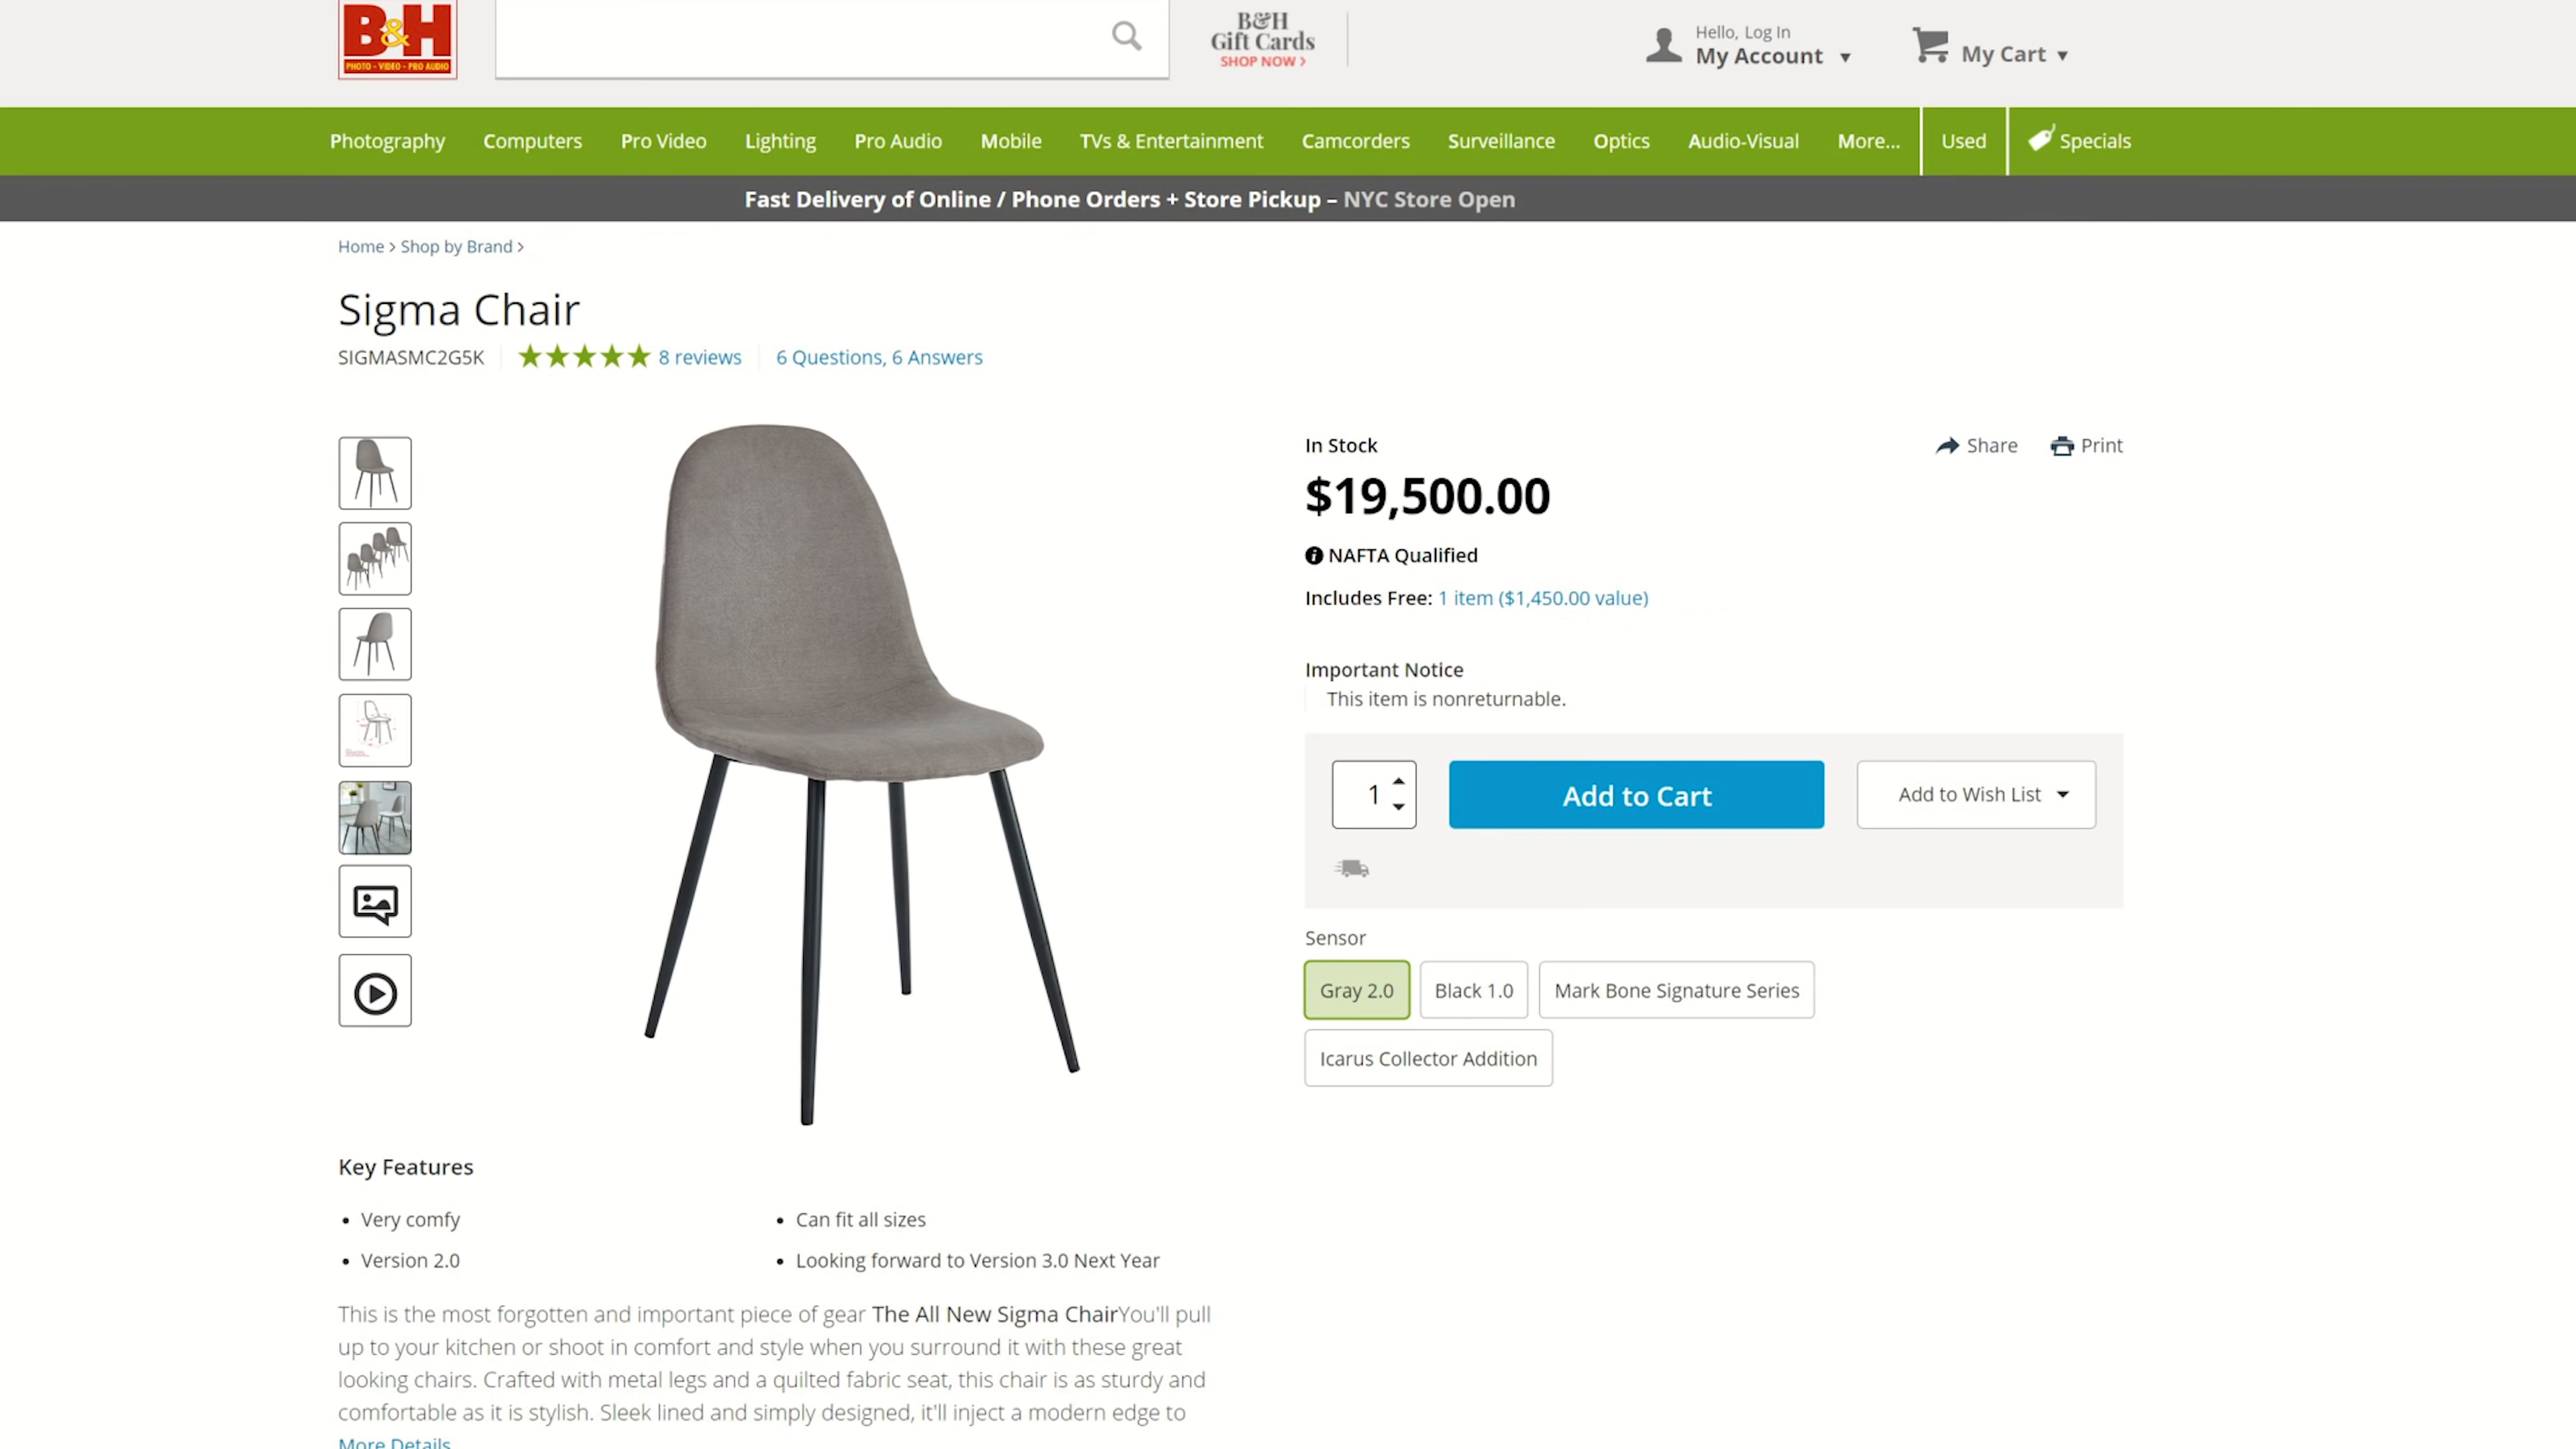 B&H
PHOTO - VIDEO - PRO AUDIO
B&H
Gift Cards
SHOP NOW >
Hello, Log In
My Account
My Cart
Photography Computers Pro Video Lighting Pro Audio Mobile TVs & Entertainment Camcorders Surveillance Optics Audio-Visual More... Used Specials
Fast Delivery of Online / Phone Orders + Store Pickup – NYC Store Open
Home > Shop by Brand >
Sigma Chair
SIGMASMC2G5K 8 reviews 6 Questions, 6 Answers
In Stock Share Print
$19,500.00
NAFTA Qualified
Includes Free: 1 item ($1,450.00 value)
Important Notice
This item is nonreturnable.
1 Add to Cart Add to Wish List
Sensor
Gray 2.0 Black 1.0 Mark Bone Signature Series
Icarus Collector Addition
Key Features
• Very comfy • Can fit all sizes
• Version 2.0 • Looking forward to Version 3.0 Next Year
This is the most forgotten and important piece of gear The All New Sigma ChairYou'll pull
up to your kitchen or shoot in comfort and style when you surround it with these great
looking chairs. Crafted with metal legs and a quilted fabric seat, this chair is as sturdy and
comfortable as it is stylish. Sleek lined and simply designed, it'll inject a modern edge to
More Details